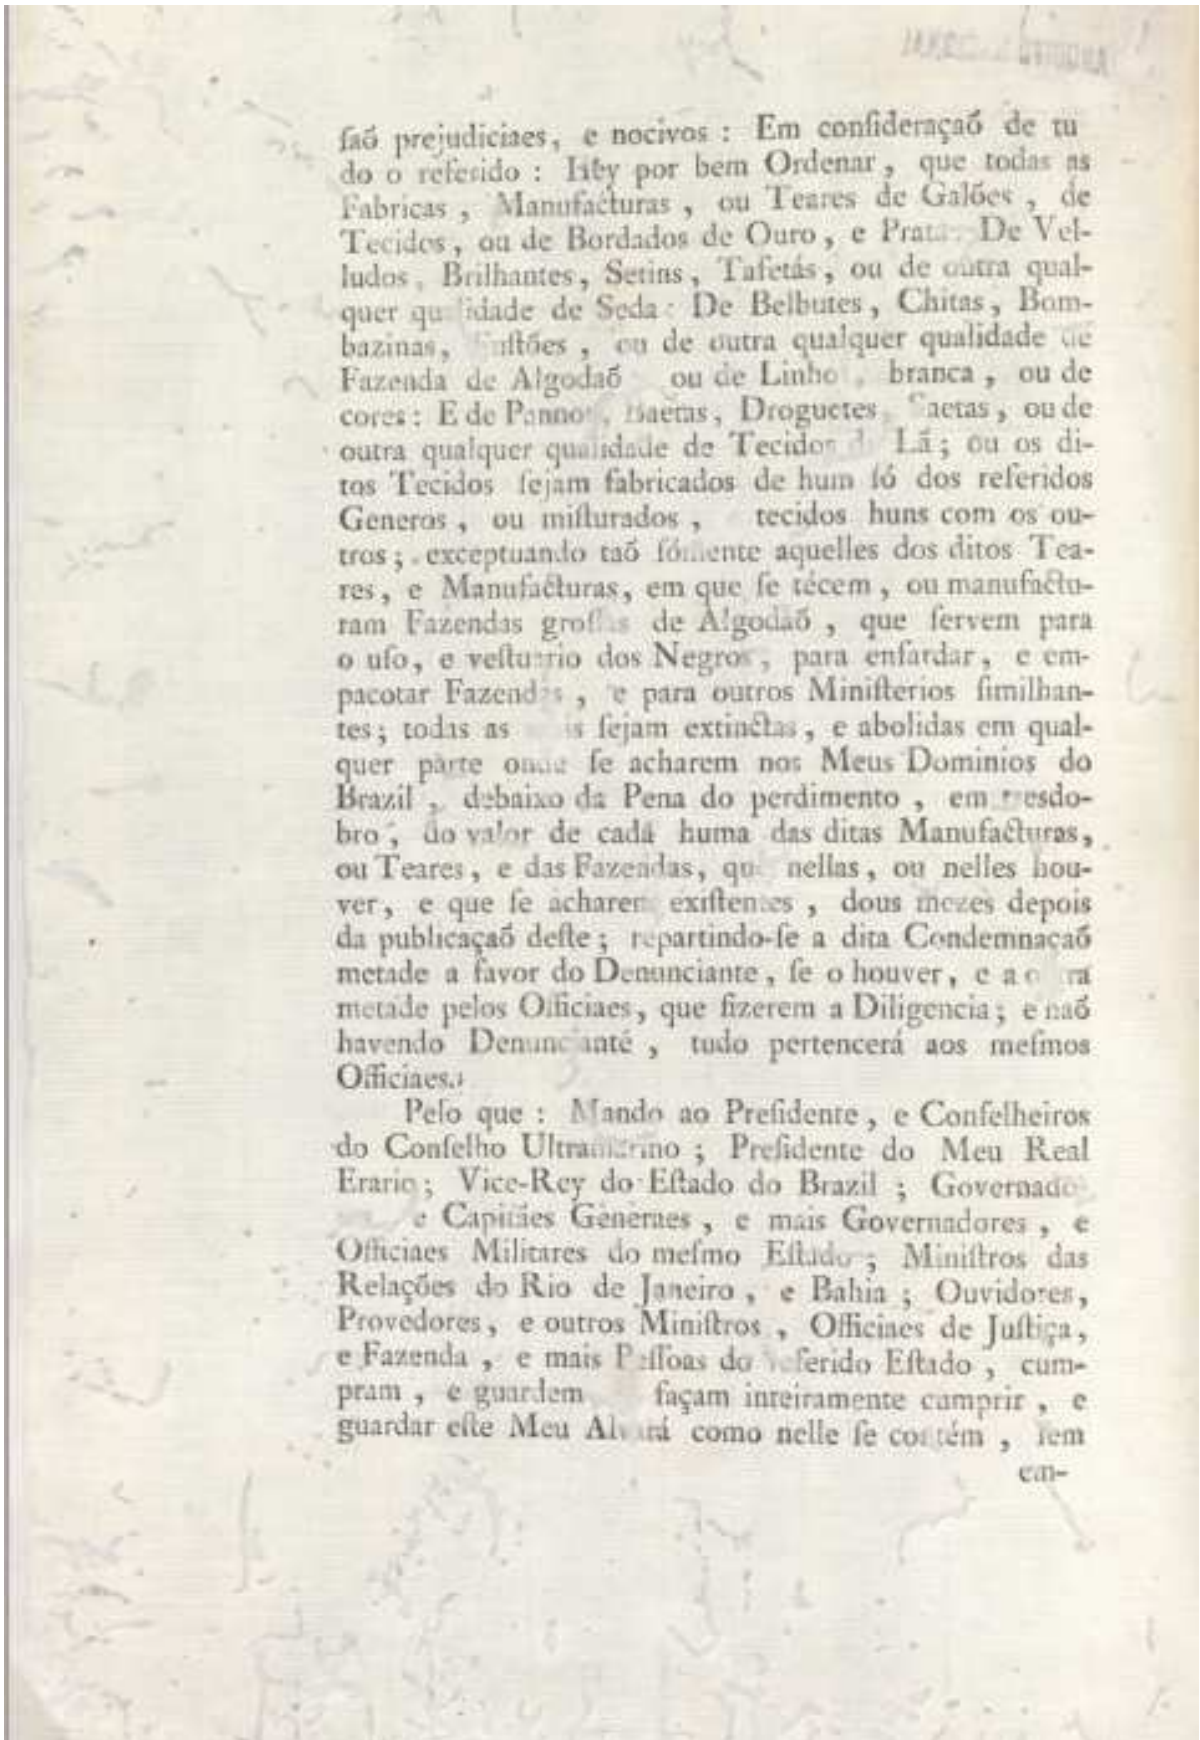 ſaõ prejudiciaes, e nocivos : Em conſideraçaõ de tu
do o referido : Hey por bem Ordenar, que todas as
Fabricas, Manufacturas, ou Teares de Galões, de
Tecidos, ou de Bordados de Ouro, e Prata: De Vel-
ludos, Brilhantes, Setins, Tafetás, ou de outra qual-
quer qualidade de Seda: De Belbutes, Chitas, Bom-
bazinas, Fuſtões, ou de outra qualquer qualidade de
Fazenda de Algodaõ ou de Linho, branca, ou de
cores: E de Pannos, Baetas, Droguetes, Saetas, ou de
outra qualquer qualidade de Tecidos de Lã; ou os di-
tos Tecidos ſejam fabricados de hum ſó dos referidos
Generos, ou miſturados, tecidos huns com os ou-
tros; exceptuando taõ ſómente aquelles dos ditos Tea-
res, e Manufacturas, em que ſe técem, ou manufactu-
ram Fazendas groſſas de Algodaõ, que ſervem para
o uſo, e veſtuario dos Negros, para enfardar, e em-
pacotar Fazendas, e para outros Miniſterios ſimilhan-
tes; todas as ſejam extinctas, e abolidas em qual-
quer parte onde ſe acharem nos Meus Dominios do
Brazil, debaixo da Pena do perdimento, em tresdo-
bro, do valor de cada huma das ditas Manufacturas,
ou Teares, e das Fazendas, que nellas, ou nelles hou-
ver, e que ſe acharem exiſtentes, dous mezes depois
da publicaçaõ deſte; repartindo-ſe a dita Condemnaçaõ
metade a favor do Denunciante, ſe o houver, e a outra
metade pelos Officiaes, que fizerem a Diligencia; e naõ
havendo Denunciante, tudo pertencerá aos meſmos
Officiaes.
Pelo que : Mando ao Preſidente, e Conſelheiros
do Conſelho Ultramarino ; Preſidente do Meu Real
Erario; Vice-Rey do Eſtado do Brazil ; Governado
e Capitães Generaes, e mais Governadores, e
Officiaes Militares do meſmo Eſtado ; Miniſtros das
Relações do Rio de Janeiro, e Bahia ; Ouvidores,
Provedores, e outros Miniſtros, Officiaes de Juſtiça,
e Fazenda, e mais Peſſoas do referido Eſtado, cum-
pram, e guardem façam inteiramente cumprir, e
guardar eſte Meu Alvará como nelle ſe contém, ſem
em-